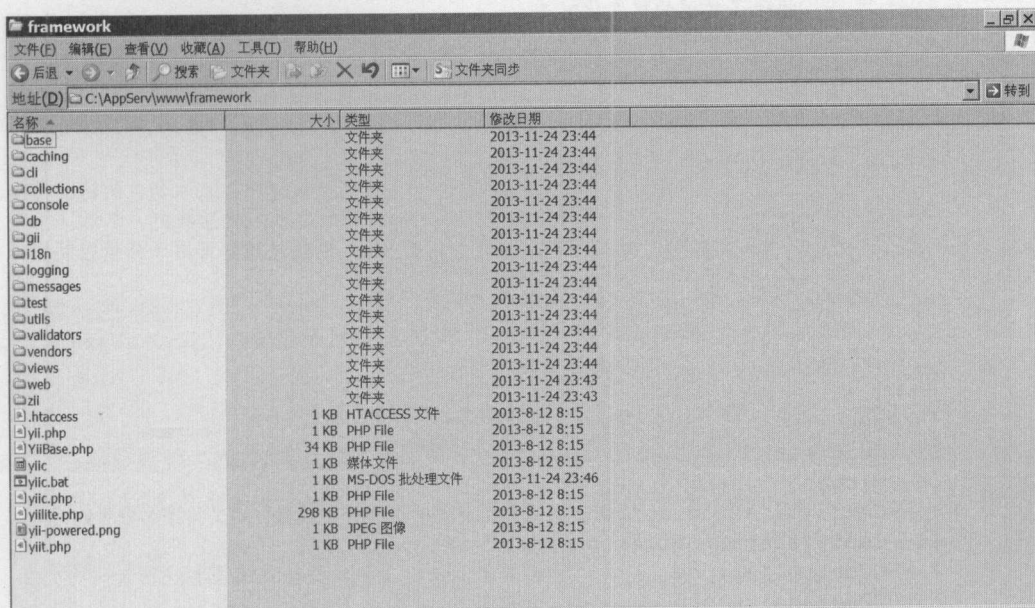 framework
文件(F) 编辑(E) 查看(V) 收藏(A) 工具(T) 帮助(H)
后退 搜索 文件夹 文件夹同步
地址(D) C:\AppServ\www\framework 转到
名称 大小 类型 修改日期
base 文件夹 2013-11-24 23:44
caching 文件夹 2013-11-24 23:44
cli 文件夹 2013-11-24 23:44
collections 文件夹 2013-11-24 23:44
console 文件夹 2013-11-24 23:44
db 文件夹 2013-11-24 23:44
gii 文件夹 2013-11-24 23:44
i18n 文件夹 2013-11-24 23:44
logging 文件夹 2013-11-24 23:44
messages 文件夹 2013-11-24 23:44
test 文件夹 2013-11-24 23:44
utils 文件夹 2013-11-24 23:44
validators 文件夹 2013-11-24 23:44
vendors 文件夹 2013-11-24 23:44
views 文件夹 2013-11-24 23:44
web 文件夹 2013-11-24 23:43
zii 文件夹 2013-11-24 23:43
.htaccess 1 KB HTACCESS 文件 2013-8-12 8:15
yii.php 1 KB PHP File 2013-8-12 8:15
YiiBase.php 34 KB PHP File 2013-8-12 8:15
yiic 1 KB 媒体文件 2013-8-12 8:15
yiic.bat 1 KB MS-DOS 批处理文件 2013-11-24 23:46
yiic.php 1 KB PHP File 2013-8-12 8:15
yiilite.php 298 KB PHP File 2013-8-12 8:15
yii-powered.png 1 KB JPEG 图像 2013-8-12 8:15
yiit.php 1 KB PHP File 2013-8-12 8:15